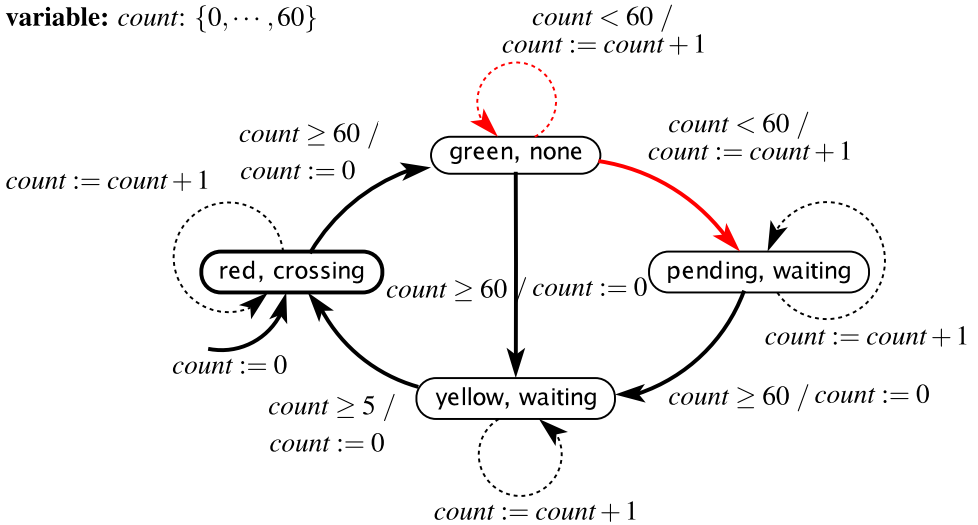 variable: count: {0, ⋯ , 60}
count < 60 /
count := count + 1
count ≥ 60 /
count := 0
count < 60 /
count := count + 1
green, none
count := count + 1
red, crossing
pending, waiting
count ≥ 60 / count := 0
count := count + 1
count := 0
yellow, waiting
count ≥ 60 / count := 0
count ≥ 5 /
count := 0
count := count + 1